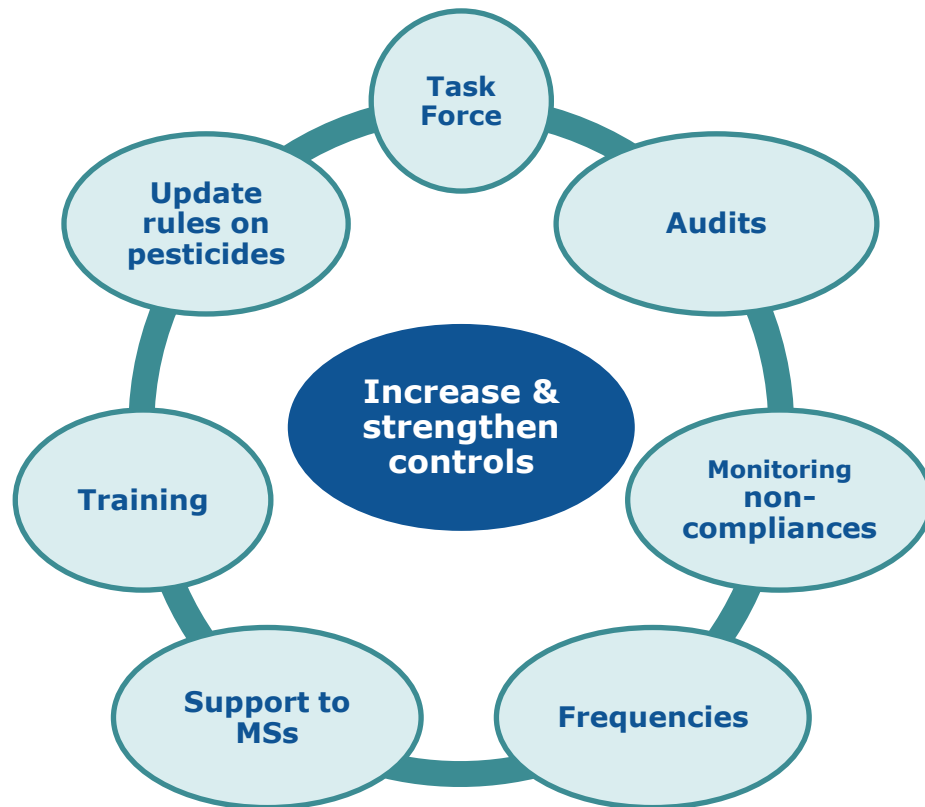 Task
Force
Audits
Monitoring
non-
compliances
Frequencies
Support to
MSs
Training
Update
rules on
pesticides
Increase &
strengthen
controls